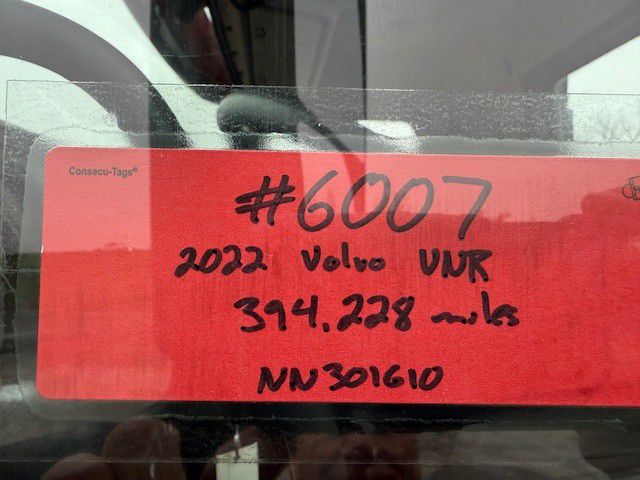 Consecu-Tags®
#6007
2022 Volvo VNR
394,228 miles
NN301610